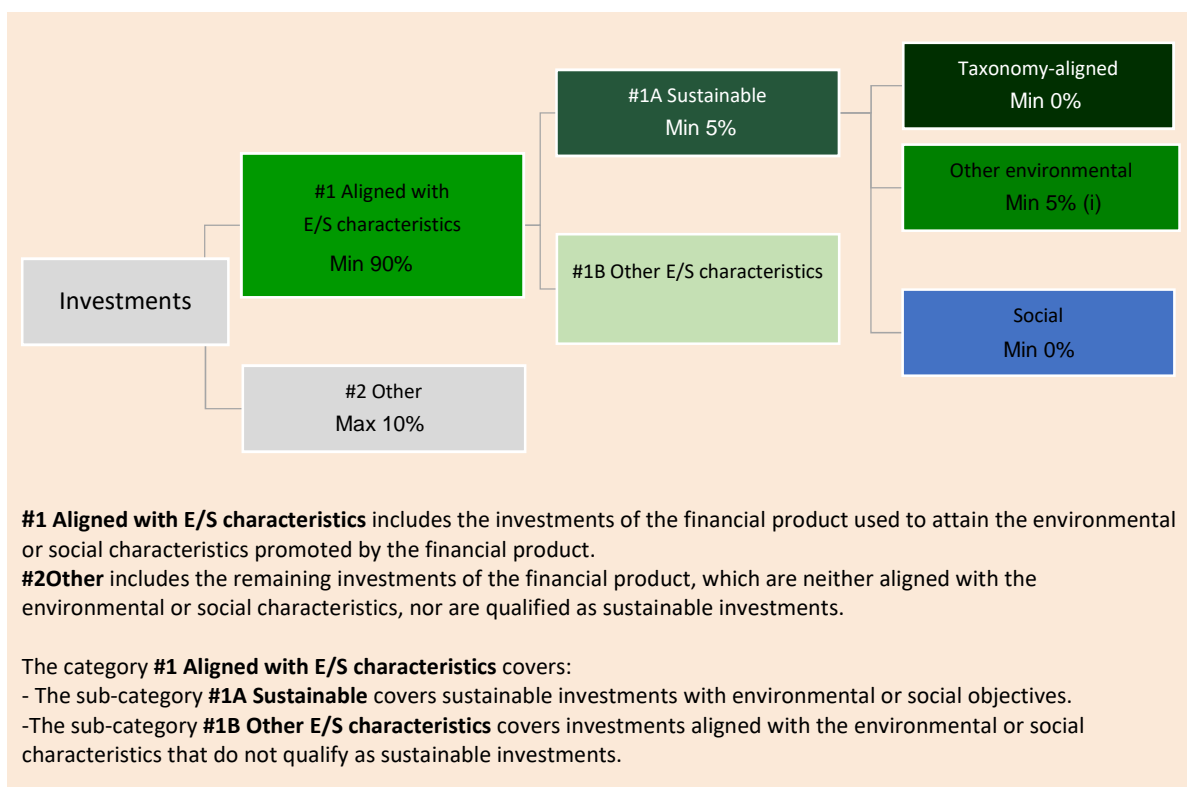 Investments
#1 Aligned with
E/S characteristics
Min 90%
#2 Other
Max 10%
#1A Sustainable
Min 5%
#1B Other E/S characteristics
Taxonomy-aligned
Min 0%
Other environmental
Min 5% (i)
Social
Min 0%
#1 Aligned with E/S characteristics includes the investments of the financial product used to attain the environmental
or social characteristics promoted by the financial product.
#2Other includes the remaining investments of the financial product, which are neither aligned with the
environmental or social characteristics, nor are qualified as sustainable investments.
The category #1 Aligned with E/S characteristics covers:
- The sub-category #1A Sustainable covers sustainable investments with environmental or social objectives.
-The sub-category #1B Other E/S characteristics covers investments aligned with the environmental or social
characteristics that do not qualify as sustainable investments.